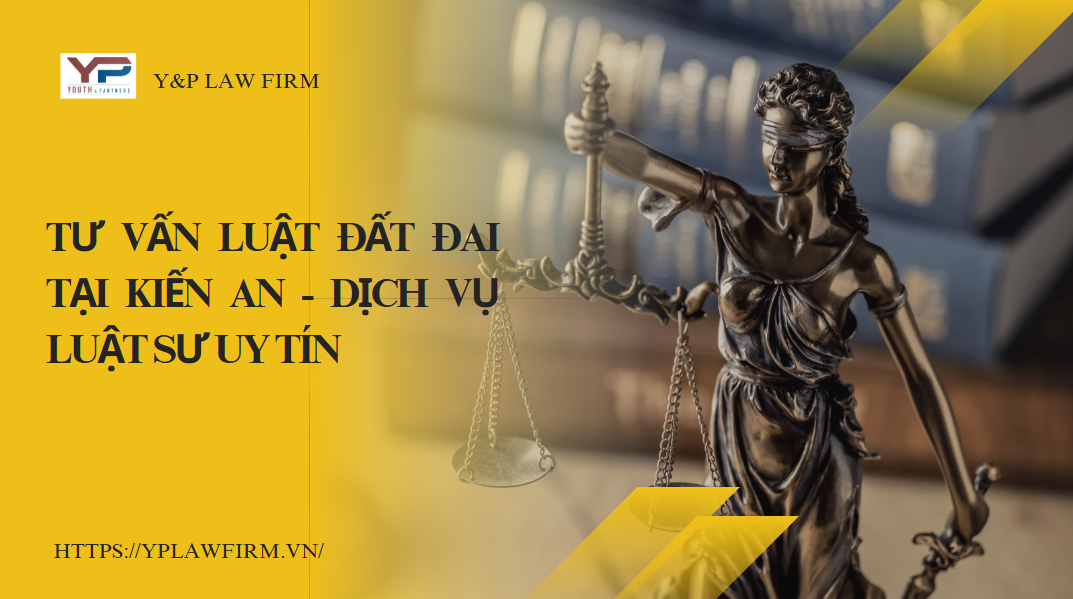 YP
YOUTH & PARTNERS
Y&P LAW FIRM
TƯ VẤN LUẬT ĐẤT ĐAI
TẠI KIẾN AN - DỊCH VỤ
LUẬT SƯ UY TÍN
HTTPS://YPLAWFIRM.VN/